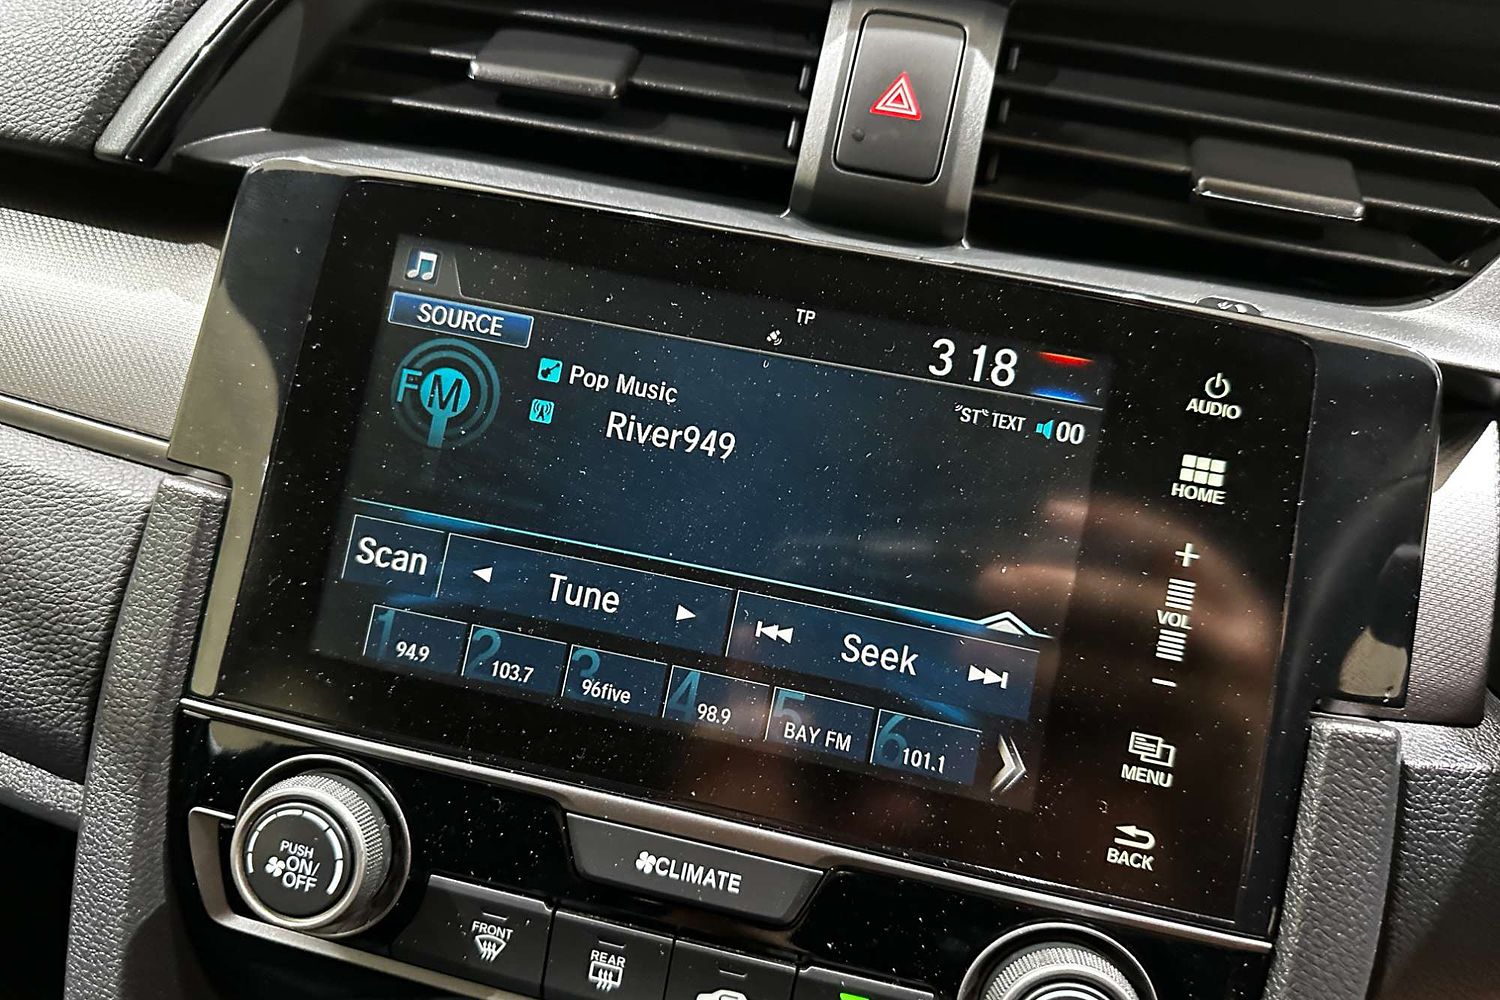 SOURCE
TP
3 18
FM
Pop Music
ST TEXT 00
River949
Scan
Tune
Seek
1 94.9
2 103.7
3 96five
4 98.9
5 BAY FM
6 101.1
AUDIO
HOME
+
VOL
−
MENU
BACK
PUSH
ON/
OFF
CLIMATE
FRONT
REAR